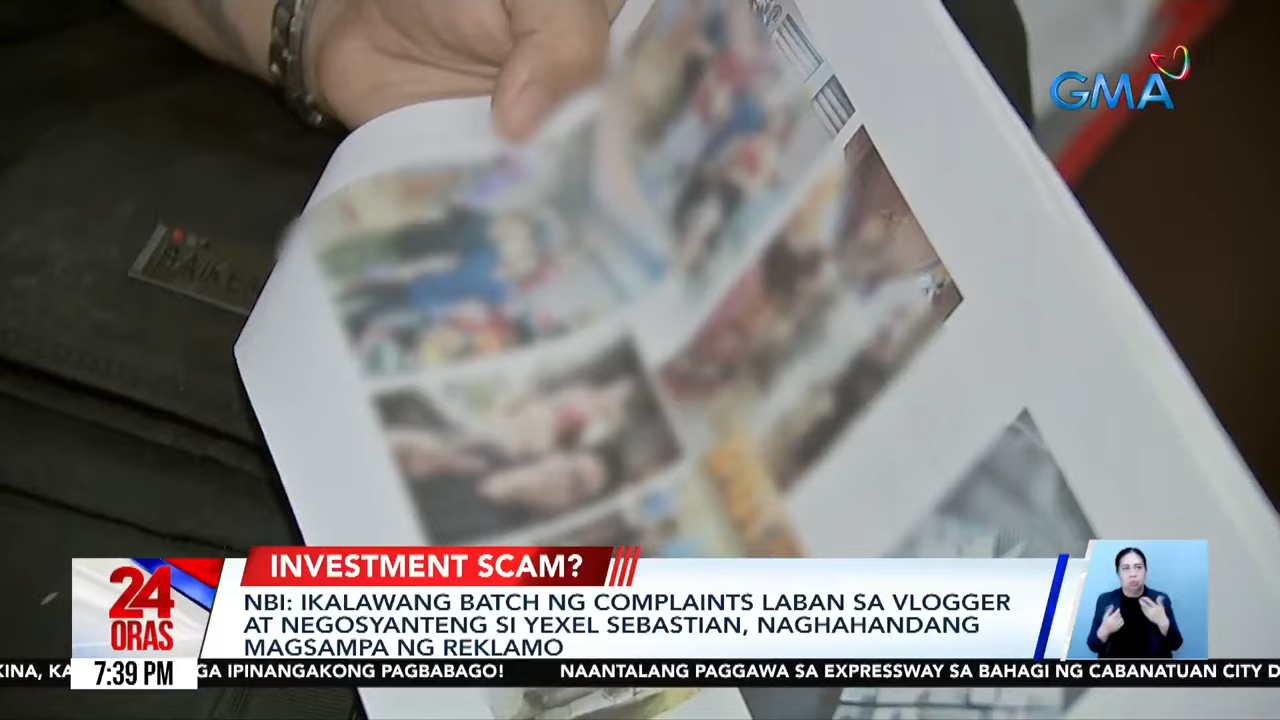 GMA
INVESTMENT SCAM?
24
ORAS
NBI: IKALAWANG BATCH NG COMPLAINTS LABAN SA VLOGGER
AT NEGOSYANTENG SI YEXEL SEBASTIAN, NAGHAHANDANG
MAGSAMPA NG REKLAMO
7:39 PM
IPINANGAKONG PAGBABAGO! NAANTALANG PAGGAWA SA EXPRESSWAY SA BAHAGI NG CABANATUAN CITY